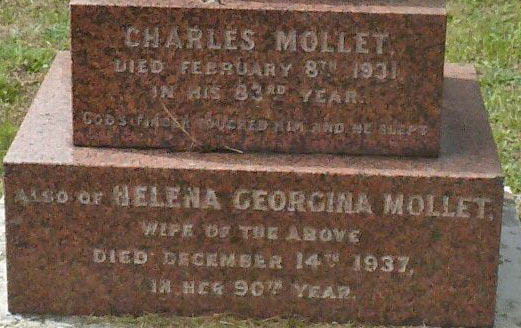 CHARLES MOLLET,
DIED FEBRUARY 8TH 1931
IN HIS 83RD YEAR.
GOD'S FINGER TOUCHED HIM AND HE SLEPT
ALSO OF HELENA GEORGINA MOLLET,
WIFE OF THE ABOVE
DIED DECEMBER 14TH 1937,
IN HER 90TH YEAR.